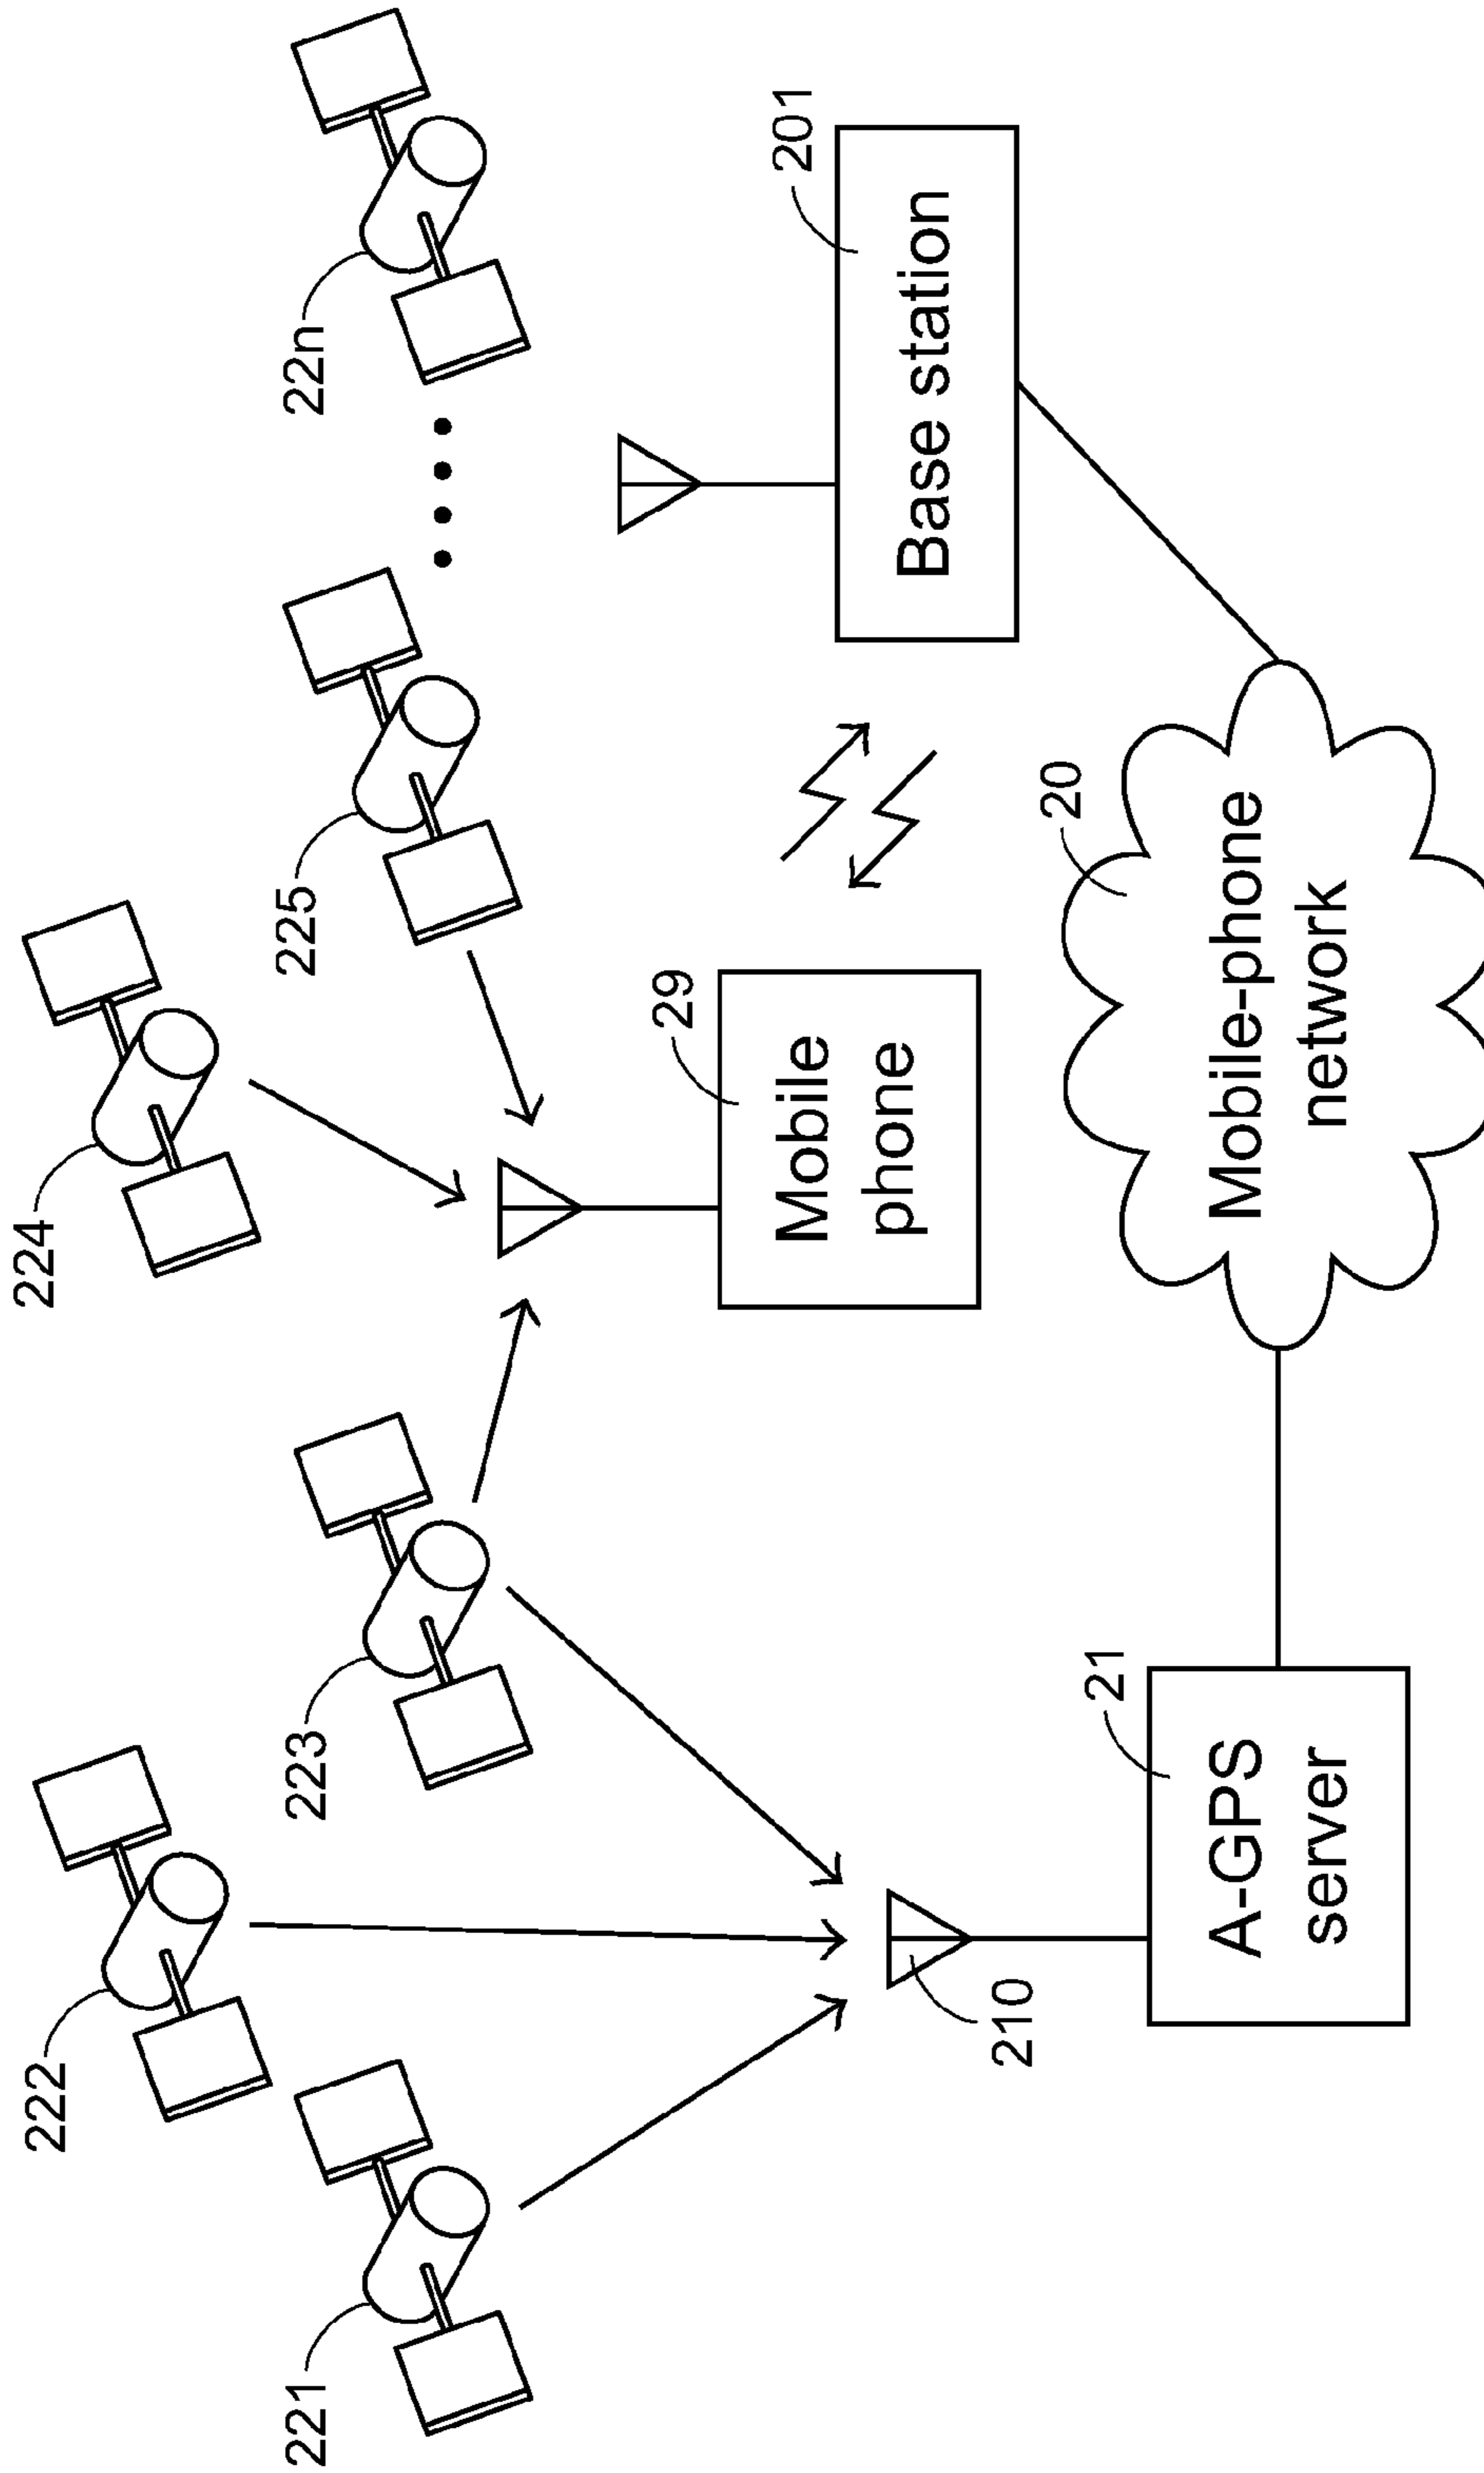 222
224
221
223
225
22n
29
201
Mobile
phone
Base station
210
21
20
A-GPS
server
Mobile-phone
network